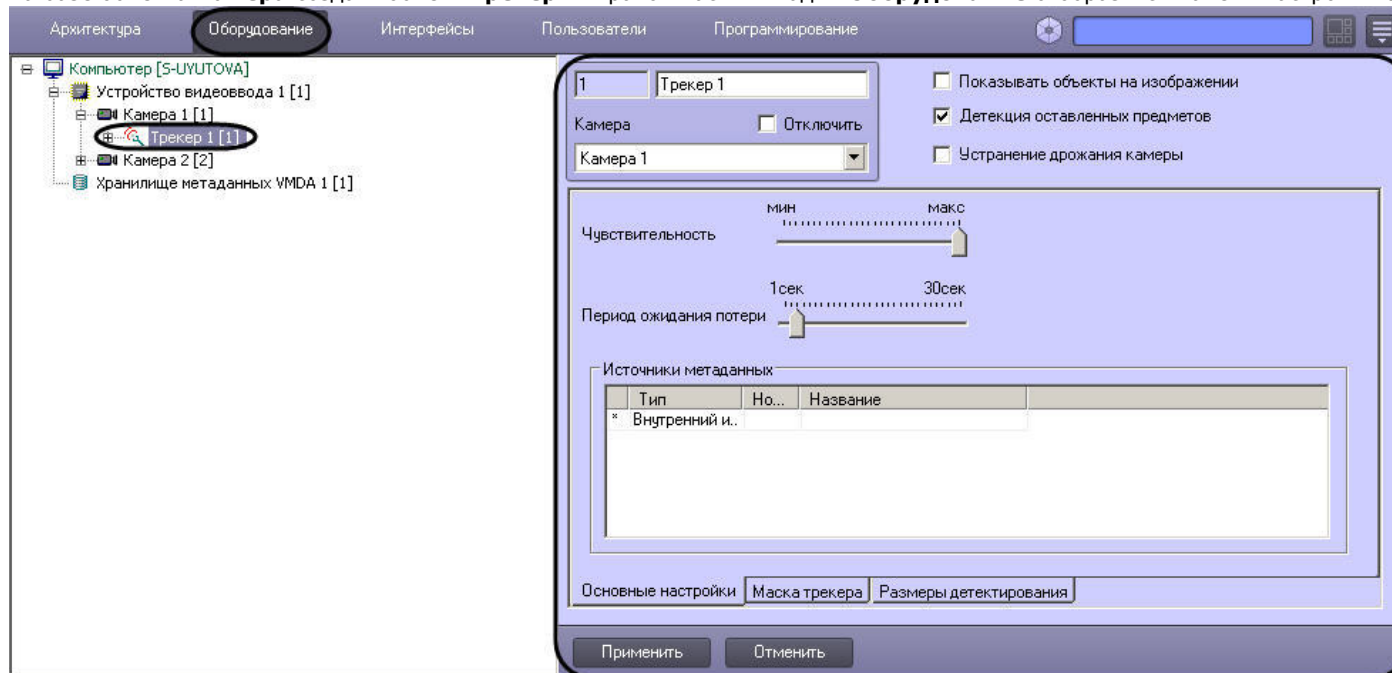 Архитектура Оборудование Интерфейсы Пользователи Программирование
Компьютер [S-UYUTOVA]
Устройство видеоввода 1 [1]
Камера 1 [1]
Трекер 1 [1]
Камера 2 [2]
Хранилище метаданных VMDA 1 [1]
1 Трекер 1
Камера Отключить
Камера 1
Показывать объекты на изображении
Детекция оставленных предметов
Устранение дрожания камеры
мин макс
Чувствительность
1сек 30сек
Период ожидания потери
Источники метаданных
Тип Но... Название
* Внутренний и..
Основные настройки Маска трекера Размеры детектирования
Применить Отменить